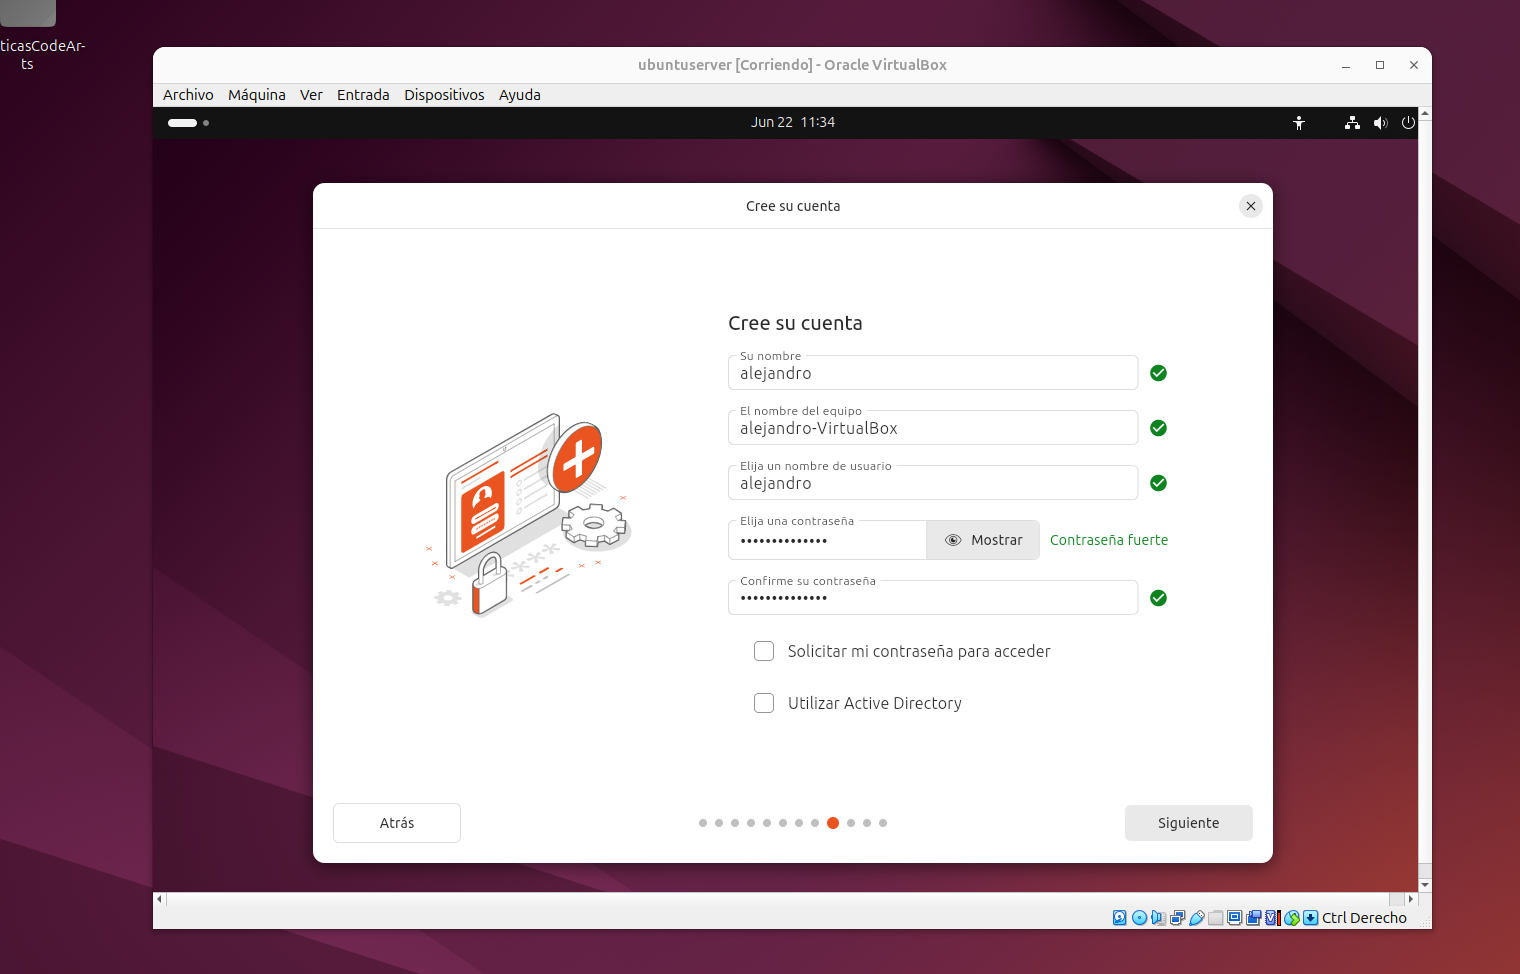 ticasCodeAr-
ts
ubuntuserver [Corriendo] - Oracle VirtualBox
Archivo Máquina Ver Entrada Dispositivos Ayuda
Jun 22 11:34
Cree su cuenta
Cree su cuenta
Su nombre
alejandro
El nombre del equipo
alejandro-VirtualBox
Elija un nombre de usuario
alejandro
Elija una contraseña
•••••••••••••• Mostrar Contraseña fuerte
Confirme su contraseña
••••••••••••••
Solicitar mi contraseña para acceder
Utilizar Active Directory
Atrás Siguiente
Ctrl Derecho